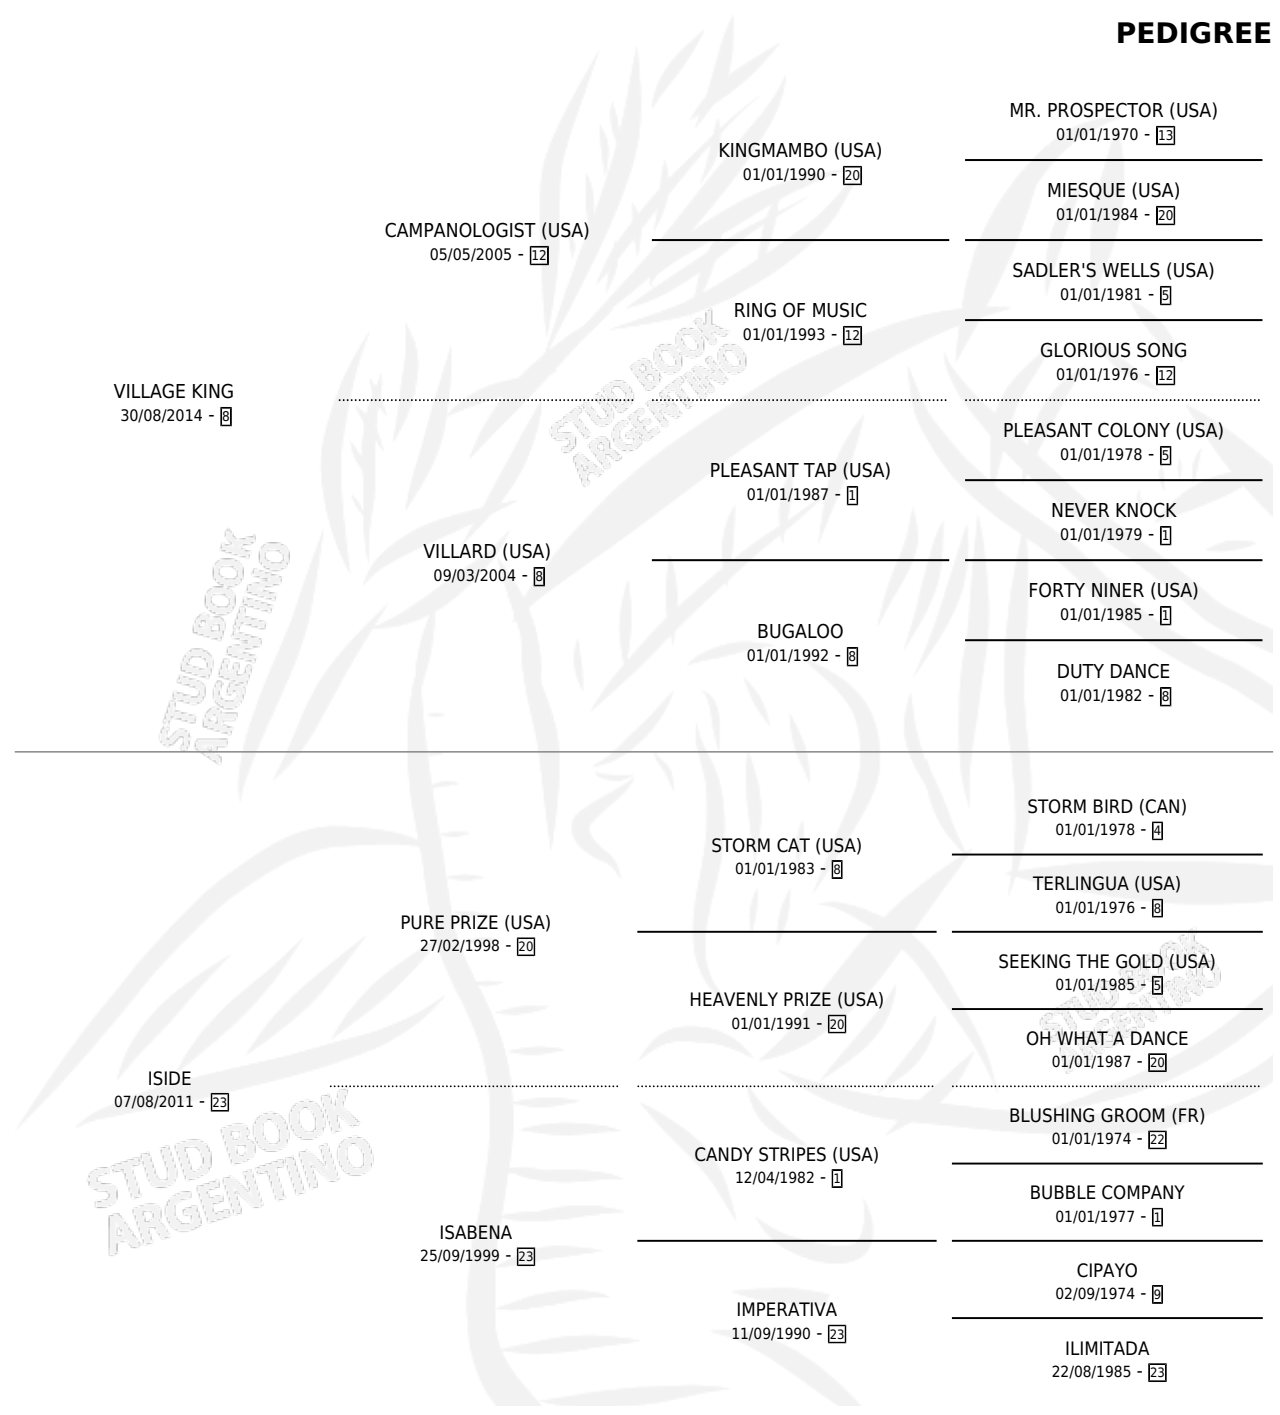 PEDIGREE
MR. PROSPECTOR (USA)
01/01/1970 - 13
KINGMAMBO (USA)
01/01/1990 - 20
MIESQUE (USA)
01/01/1984 - 20
CAMPANOLOGIST (USA)
05/05/2005 - 12
SADLER'S WELLS (USA)
01/01/1981 - 5
RING OF MUSIC
01/01/1993 - 12
GLORIOUS SONG
01/01/1976 - 12
VILLAGE KING
30/08/2014 - 8
STUD BOOK
ARGENTINO
PLEASANT COLONY (USA)
01/01/1978 - 5
PLEASANT TAP (USA)
01/01/1987 - 1
NEVER KNOCK
01/01/1979 - 1
VILLARD (USA)
09/03/2004 - 8
FORTY NINER (USA)
01/01/1985 - 1
BUGALOO
01/01/1992 - 8
DUTY DANCE
01/01/1982 - 8
STUD BOOK
ARGENTINO
STORM BIRD (CAN)
01/01/1978 - 4
STORM CAT (USA)
01/01/1983 - 8
TERLINGUA (USA)
01/01/1976 - 8
PURE PRIZE (USA)
27/02/1998 - 20
SEEKING THE GOLD (USA)
01/01/1985 - 5
HEAVENLY PRIZE (USA)
01/01/1991 - 20
OH WHAT A DANCE
01/01/1987 - 20
STUD BOOK
ARGENTINO
ISIDE
07/08/2011 - 23
BLUSHING GROOM (FR)
01/01/1974 - 22
CANDY STRIPES (USA)
12/04/1982 - 1
BUBBLE COMPANY
01/01/1977 - 1
STUD BOOK
ARGENTINO
ISABENA
25/09/1999 - 23
CIPAYO
02/09/1974 - 9
IMPERATIVA
11/09/1990 - 23
ILIMITADA
22/08/1985 - 23